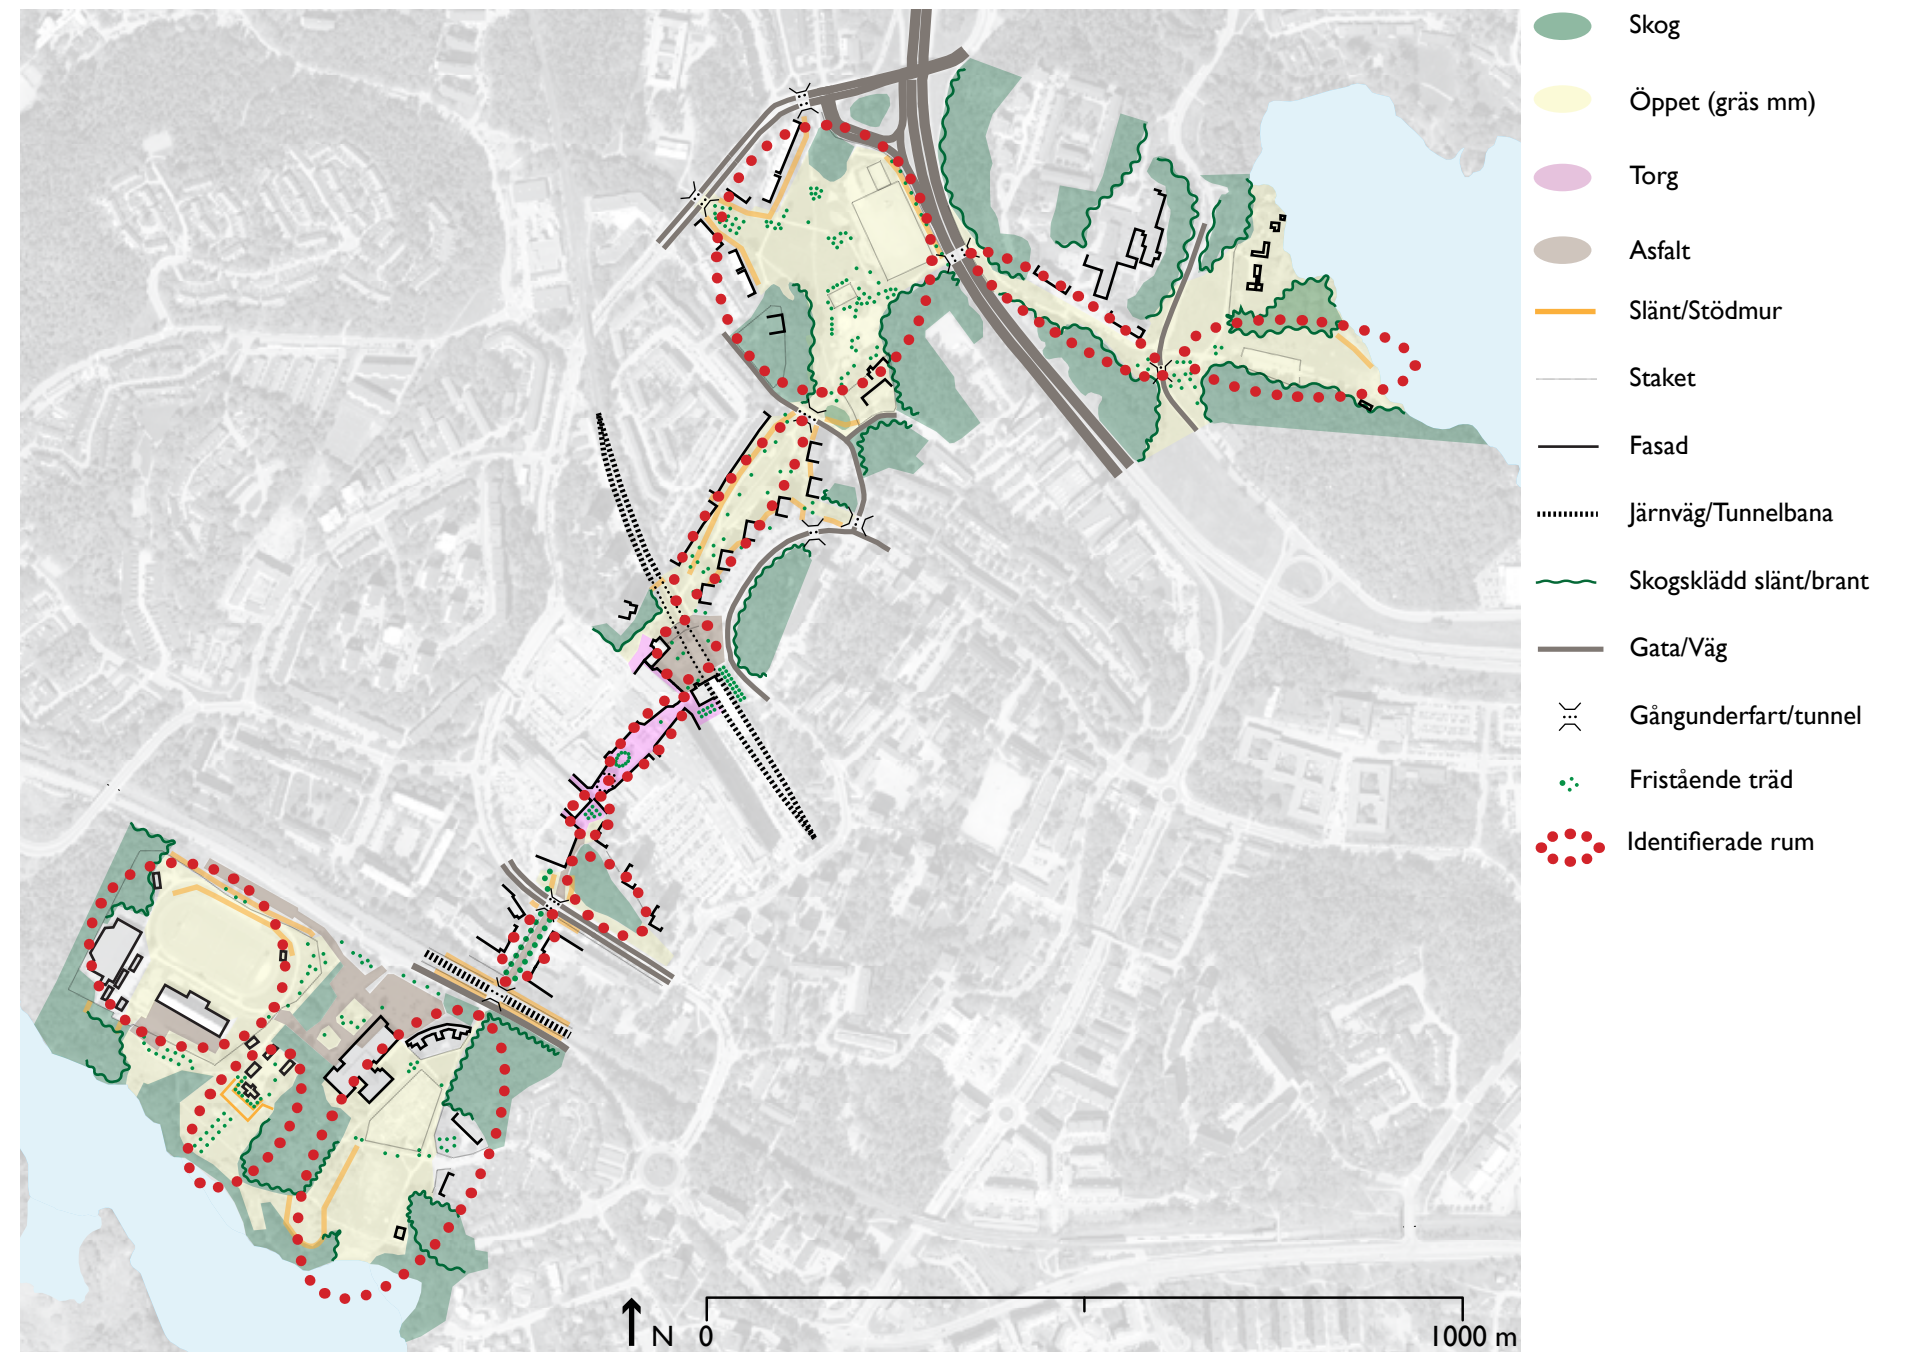 Skog
Öppet (gräs mm)
Torg
Asfalt
Slänt/Stödmur
Staket
Fasad
Järnväg/Tunnelbana
Skogsklädd slänt/brant
Gata/Väg
Gångunderfart/tunnel
Fristående träd
Identifierade rum
N 0 1000 m